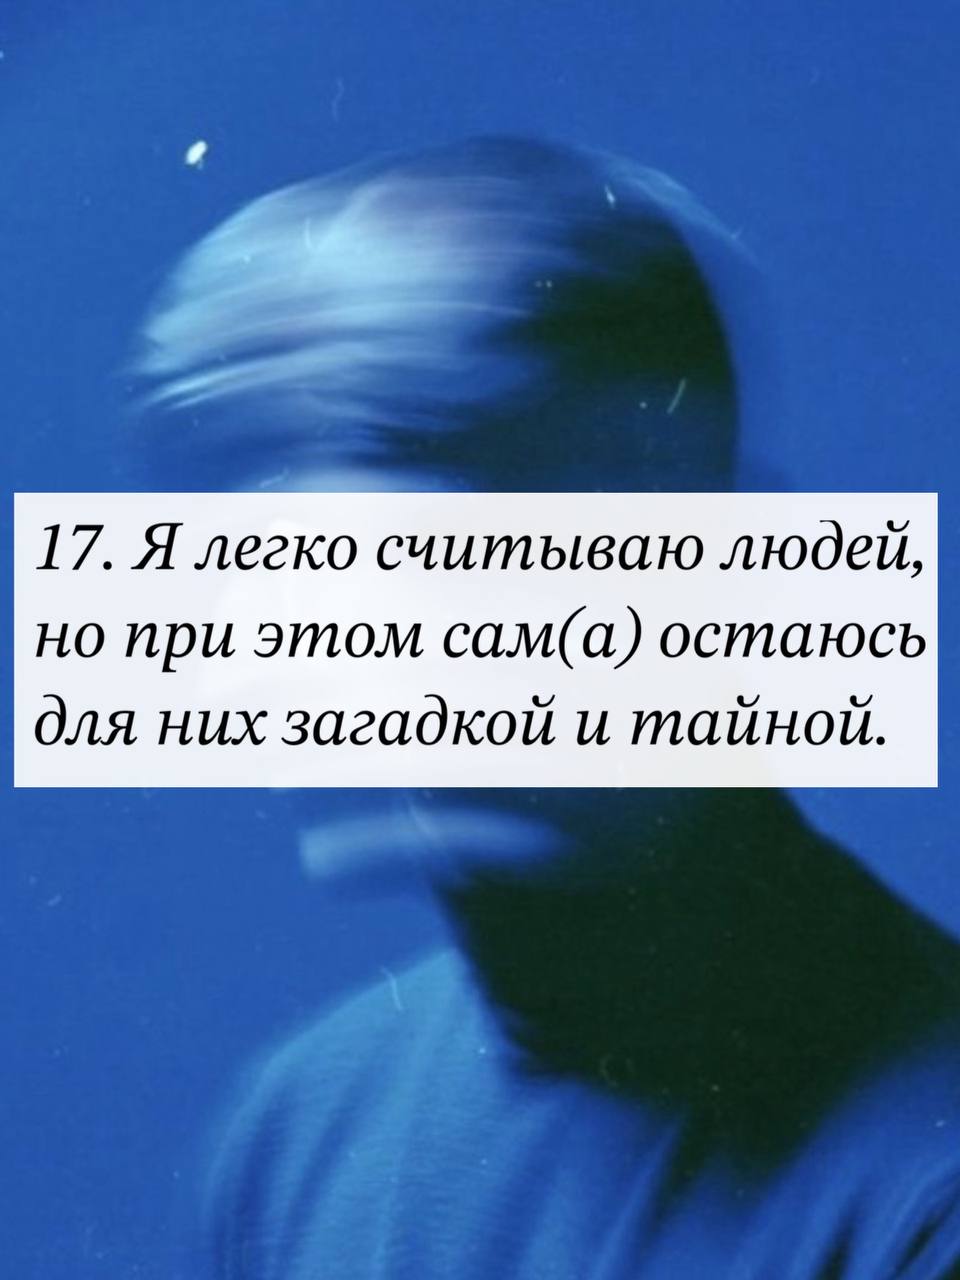 17. Я легко считываю людей,
но при этом сам(а) остаюсь
для них загадкой и тайной.